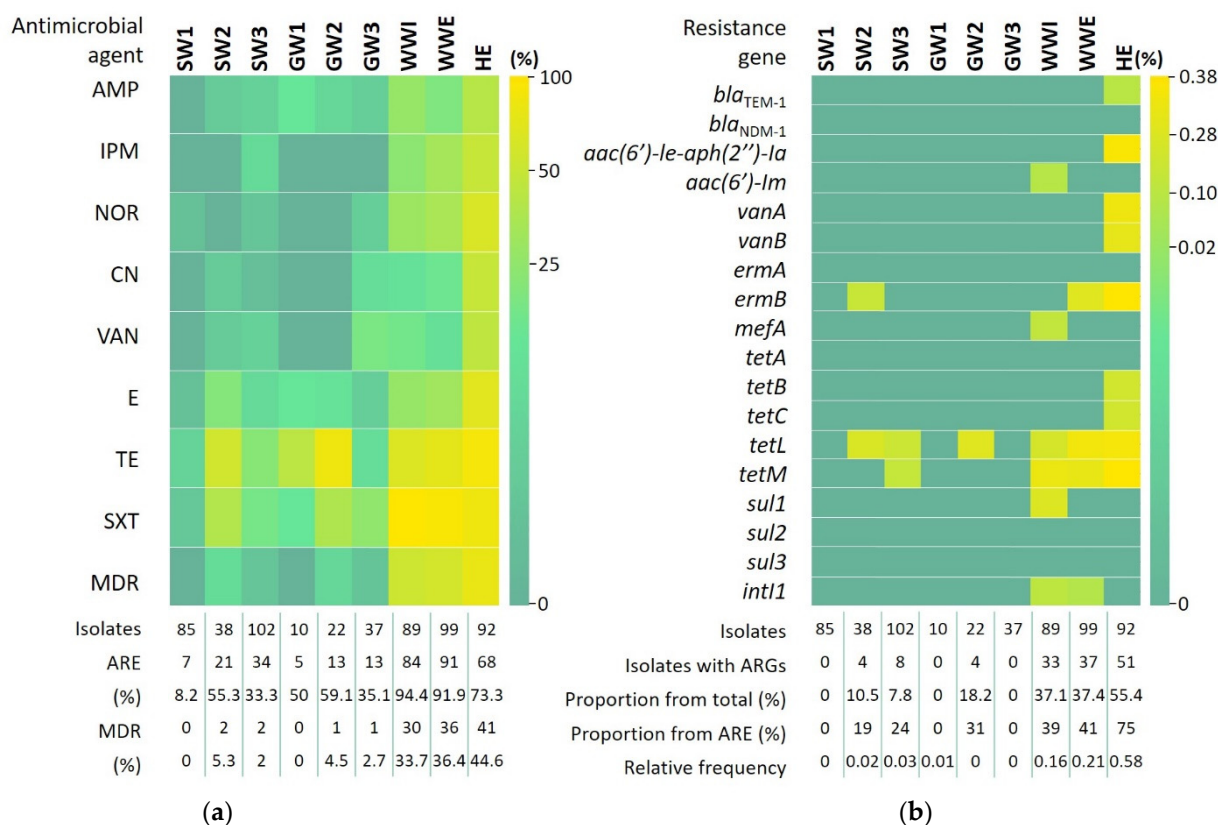 Antimicrobial agent SW1 SW2 SW3 GW1 GW2 GW3 WWI WWE HE (%)
AMP 100
IPM 50
NOR
CN 25
VAN
E
TE
SXT
MDR 0
Isolates 85 38 102 10 22 37 89 99 92
ARE 7 21 34 5 13 13 84 91 68
(%) 8.2 55.3 33.3 50 59.1 35.1 94.4 91.9 73.3
MDR 0 2 2 0 1 1 30 36 41
(%) 0 5.3 2 0 4.5 2.7 33.7 36.4 44.6
(a)
Resistance gene SW1 SW2 SW3 GW1 GW2 GW3 WWI WWE HE (%)
0.38
blaTEM-1
blaNDM-1 0.28
aac(6')-le-aph(2'')-Ia
aac(6')-Im 0.10
vanA
vanB 0.02
ermA
ermB
mefA
tetA
tetB
tetC
tetL
tetM
sul1
sul2
sul3
intI1 0
Isolates 85 38 102 10 22 37 89 99 92
Isolates with ARGs 0 4 8 0 4 0 33 37 51
Proportion from total (%) 0 10.5 7.8 0 18.2 0 37.1 37.4 55.4
Proportion from ARE (%) 0 19 24 0 31 0 39 41 75
Relative frequency 0 0.02 0.03 0.01 0 0 0.16 0.21 0.58
(b)